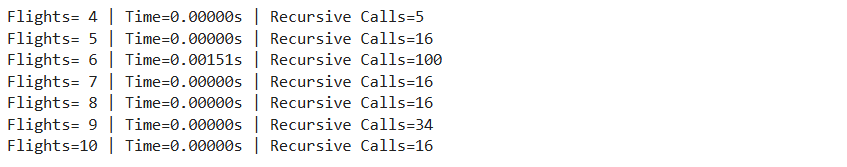 Flights= 4 | Time=0.00000s | Recursive Calls=5
Flights= 5 | Time=0.00000s | Recursive Calls=16
Flights= 6 | Time=0.00151s | Recursive Calls=100
Flights= 7 | Time=0.00000s | Recursive Calls=16
Flights= 8 | Time=0.00000s | Recursive Calls=16
Flights= 9 | Time=0.00000s | Recursive Calls=34
Flights=10 | Time=0.00000s | Recursive Calls=16